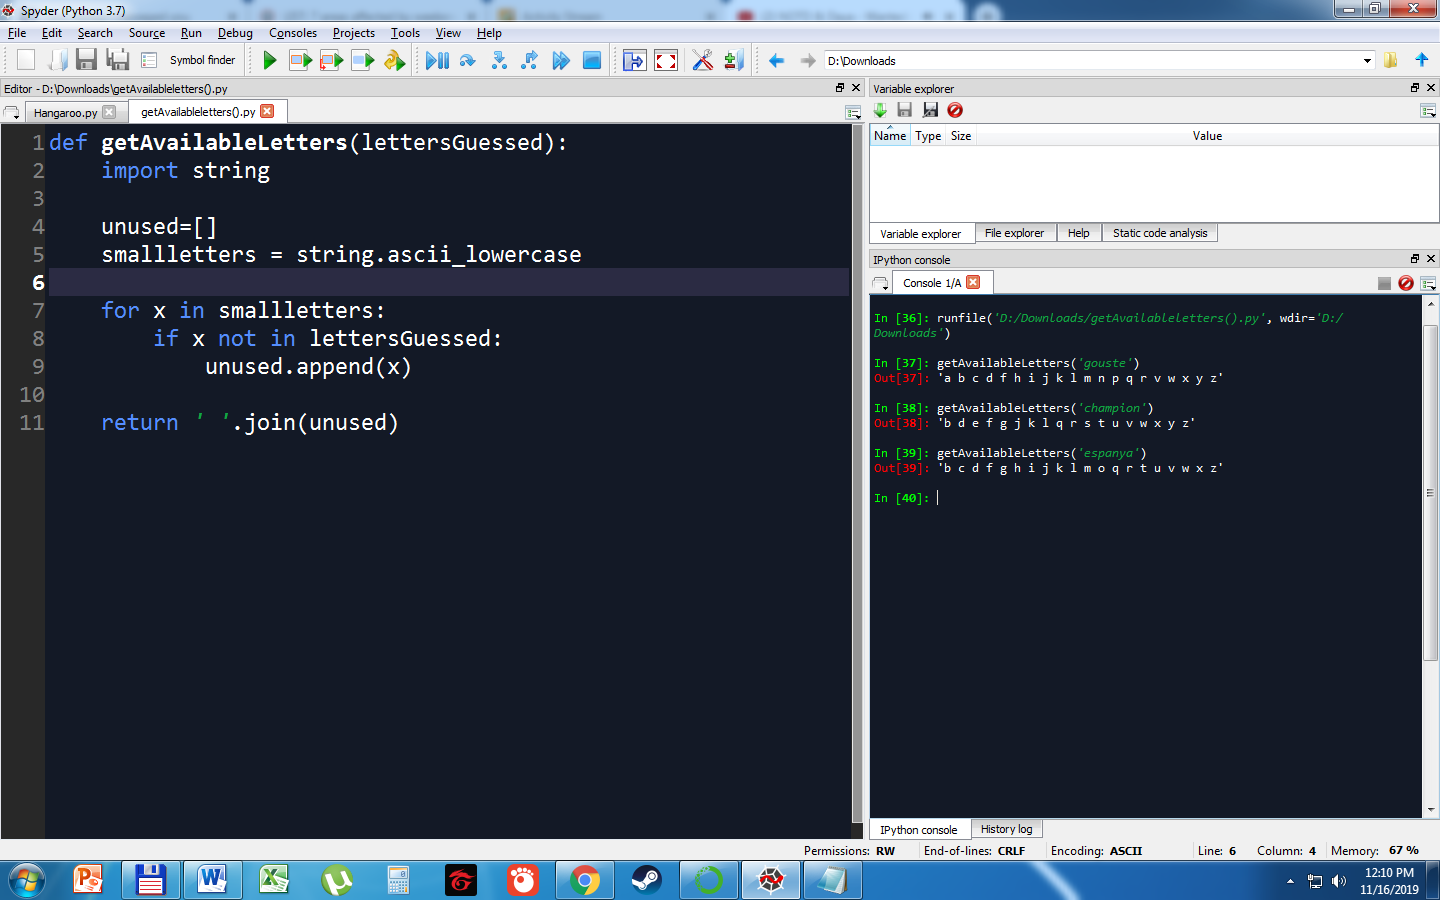 Spyder (Python 3.7)
File Edit Search Source Run Debug Consoles Projects Tools View Help
Symbol finder
D:\Downloads
Editor - D:\Downloads\getAvailableletters().py
Hangaroo.py
getAvailableletters().py
1 def getAvailableLetters(lettersGuessed):
2 import string
3
4 unused=[]
5 smallletters = string.ascii_lowercase
6
7 for x in smallletters:
8 if x not in lettersGuessed:
9 unused.append(x)
10
11 return ' '.join(unused)
Variable explorer
Name Type Size Value
Variable explorer File explorer Help Static code analysis
IPython console
Console 1/A
In [36]: runfile('D:/Downloads/getAvailableletters().py', wdir='D:/
Downloads')
In [37]: getAvailableLetters('gouste')
Out[37]: 'a b c d f h i j k l m n p q r v w x y z'
In [38]: getAvailableLetters('champion')
Out[38]: 'b d e f g j k l q r s t u v w x y z'
In [39]: getAvailableLetters('espanya')
Out[39]: 'b c d f g h i j k l m o q r t u v w x z'
In [40]:
IPython console History log
Permissions: RW End-of-lines: CRLF Encoding: ASCII Line: 6 Column: 4 Memory: 67 %
12:10 PM
11/16/2019